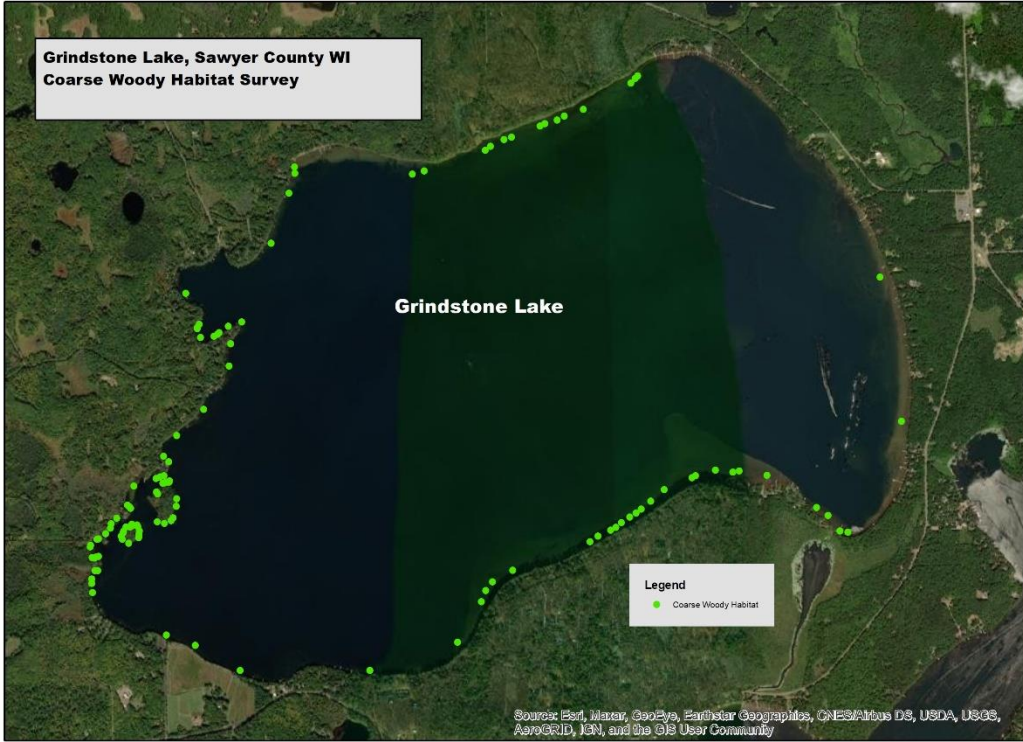 Grindstone Lake, Sawyer County WI
Coarse Woody Habitat Survey
Grindstone Lake
Legend
Coarse Woody Habitat
Source: Esri, Maxar, GeoEye, Earthstar Geographics, CNES/Airbus DS, USDA, USGS,
AeroGRID, IGN, and the GIS User Community